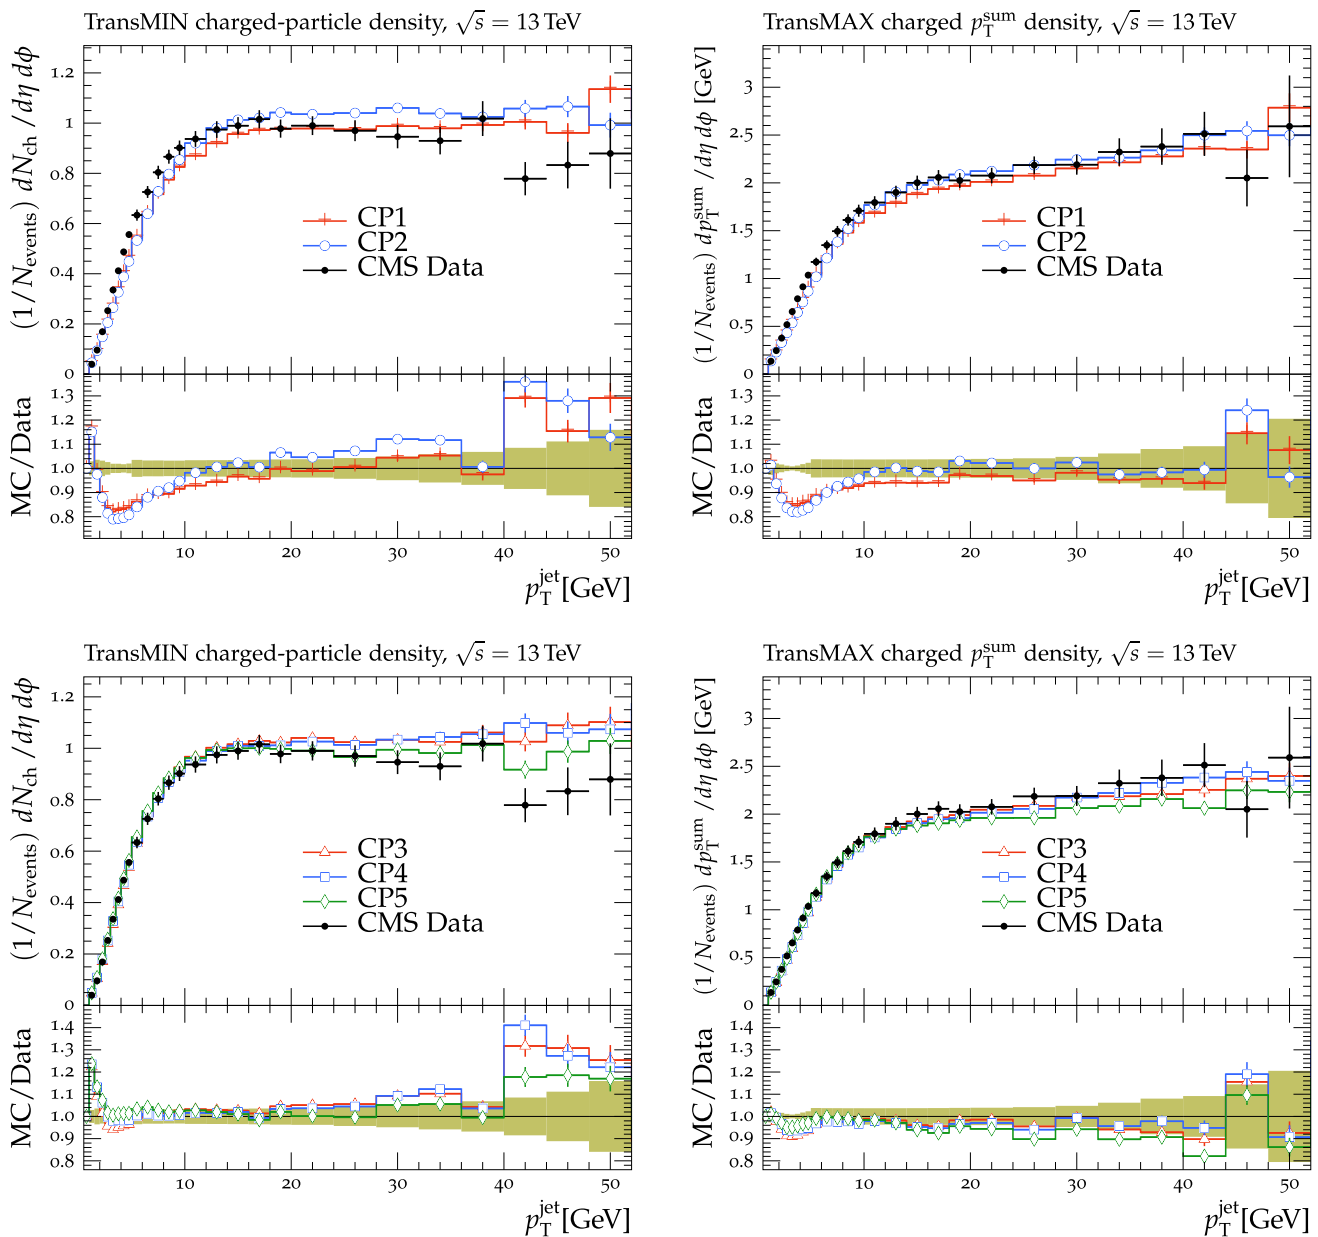 TransMIN charged-particle density, √s = 13 TeV
(1/N_events) dN_ch /dη dϕ
1.2
1
0.8
0.6
0.4
0.2
0
CP1
CP2
CMS Data
MC/Data
1.3
1.2
1.1
1.0
0.9
0.8
10 20 30 40 50
p_T^jet [GeV]
TransMAX charged p_T^sum density, √s = 13 TeV
(1/N_events) dp_T^sum /dη dϕ [GeV]
3
2.5
2
1.5
1
0.5
0
CP1
CP2
CMS Data
MC/Data
1.3
1.2
1.1
1.0
0.9
0.8
10 20 30 40 50
p_T^jet [GeV]
TransMIN charged-particle density, √s = 13 TeV
(1/N_events) dN_ch /dη dϕ
1.2
1
0.8
0.6
0.4
0.2
0
CP3
CP4
CP5
CMS Data
MC/Data
1.4
1.3
1.2
1.1
1.0
0.9
0.8
10 20 30 40 50
p_T^jet [GeV]
TransMAX charged p_T^sum density, √s = 13 TeV
(1/N_events) dp_T^sum /dη dϕ [GeV]
3
2.5
2
1.5
1
0.5
0
CP3
CP4
CP5
CMS Data
MC/Data
1.4
1.3
1.2
1.1
1.0
0.9
0.8
10 20 30 40 50
p_T^jet [GeV]